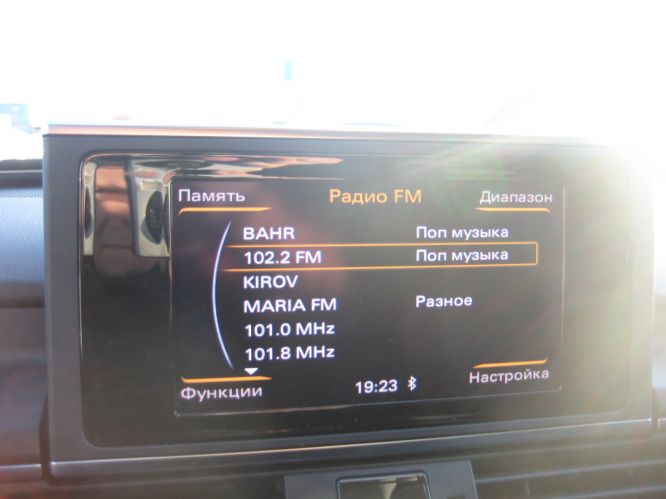 Память Радио FM Диапазон
BAHR Поп музыка
102.2 FM Поп музыка
KIROV
MARIA FM Разное
101.0 MHz
101.8 MHz
Функции 19:23 Настройка